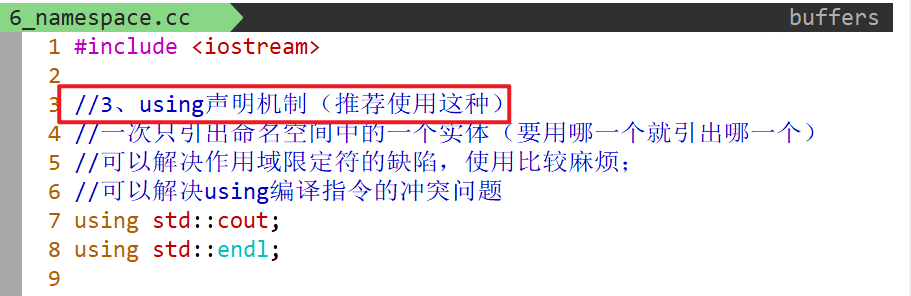 6_namespace.cc buffers
1 #include <iostream>
2
3 //3、using声明机制（推荐使用这种）
4 //一次只引出命名空间中的一个实体（要用哪一个就引出哪一个）
5 //可以解决作用域限定符的缺陷，使用比较麻烦；
6 //可以解决using编译指令的冲突问题
7 using std::cout;
8 using std::endl;
9